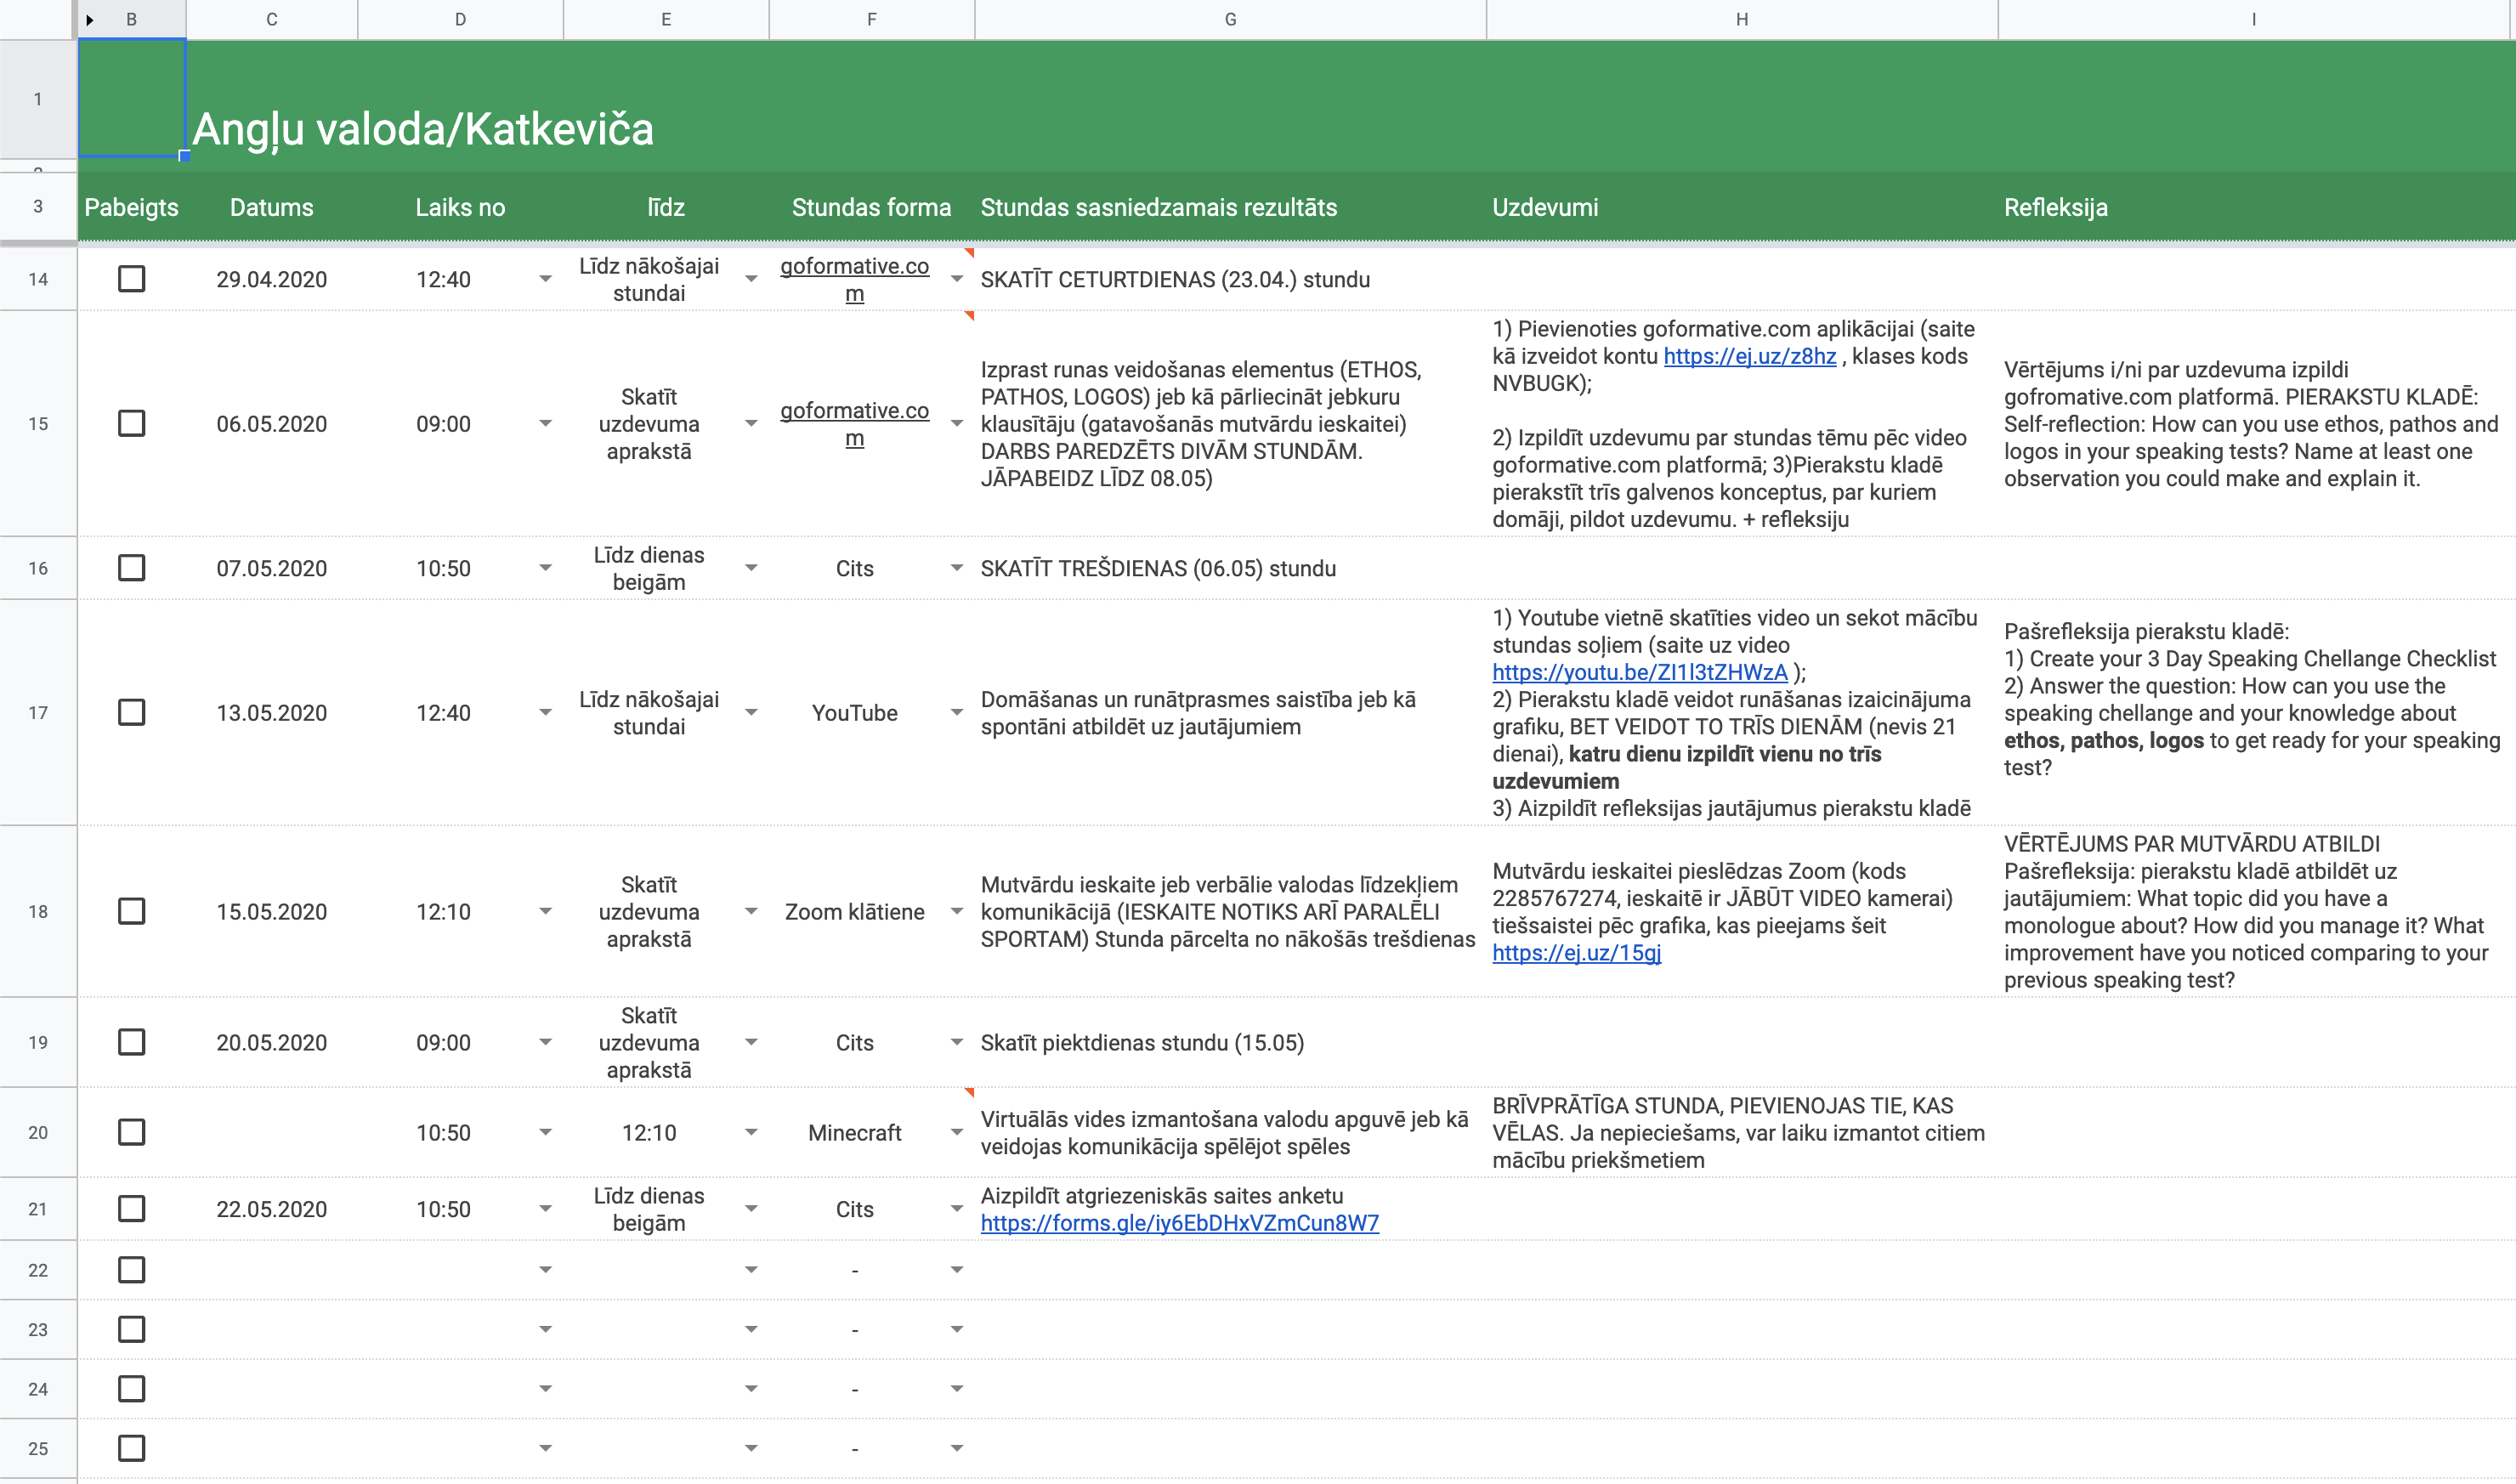 B C D E F G H I
1
Angļu valoda/Katkeviča
3 Pabeigts Datums Laiks no līdz Stundas forma Stundas sasniedzamais rezultāts Uzdevumi Refleksija
14 29.04.2020 12:40
Līdz nākošajai
stundai
goformative.co
m
SKATĪT CETURTDIENAS (23.04.) stundu
15 06.05.2020 09:00
Skatīt
uzdevuma
aprakstā
goformative.co
m
Izprast runas veidošanas elementus (ETHOS,
PATHOS, LOGOS) jeb kā pārliecināt jebkuru
klausītāju (gatavošanās mutvārdu ieskaitei)
DARBS PAREDZĒTS DIVĀM STUNDĀM.
JĀPABEIDZ LĪDZ 08.05)
1) Pievienoties goformative.com aplikācijai (saite
kā izveidot kontu https://ej.uz/z8hz , klases kods
NVBUGK);
2) Izpildīt uzdevumu par stundas tēmu pēc video
goformative.com platformā; 3)Pierakstu kladē
pierakstīt trīs galvenos konceptus, par kuriem
domāji, pildot uzdevumu. + refleksiju
Vērtējums i/ni par uzdevuma izpildi
gofromative.com platformā. PIERAKSTU KLADĒ:
Self-reflection: How can you use ethos, pathos and
logos in your speaking tests? Name at least one
observation you could make and explain it.
16 07.05.2020 10:50
Līdz dienas
beigām
Cits
SKATĪT TREŠDIENAS (06.05) stundu
17 13.05.2020 12:40
Līdz nākošajai
stundai
YouTube
Domāšanas un runātprasmes saistība jeb kā
spontāni atbildēt uz jautājumiem
1) Youtube vietnē skatīties video un sekot mācību
stundas soļiem (saite uz video
https://youtu.be/ZI1l3tZHWzA );
2) Pierakstu kladē veidot runāšanas izaicinājuma
grafiku, BET VEIDOT TO TRĪS DIENĀM (nevis 21
dienai), katru dienu izpildīt vienu no trīs
uzdevumiem
3) Aizpildīt refleksijas jautājumus pierakstu kladē
Pašrefleksija pierakstu kladē:
1) Create your 3 Day Speaking Chellange Checklist
2) Answer the question: How can you use the
speaking chellange and your knowledge about
ethos, pathos, logos to get ready for your speaking
test?
18 15.05.2020 12:10
Skatīt
uzdevuma
aprakstā
Zoom klātiene
Mutvārdu ieskaite jeb verbālie valodas līdzekļiem
komunikācijā (IESKAITE NOTIKS ARĪ PARALĒLI
SPORTAM) Stunda pārcelta no nākošās trešdienas
Mutvārdu ieskaitei pieslēdzas Zoom (kods
2285767274, ieskaitē ir JĀBŪT VIDEO kamerai)
tiešsaistei pēc grafika, kas pieejams šeit
https://ej.uz/15gj
VĒRTĒJUMS PAR MUTVĀRDU ATBILDI
Pašrefleksija: pierakstu kladē atbildēt uz
jautājumiem: What topic did you have a
monologue about? How did you manage it? What
improvement have you noticed comparing to your
previous speaking test?
19 20.05.2020 09:00
Skatīt
uzdevuma
aprakstā
Cits
Skatīt piektdienas stundu (15.05)
20 10:50 12:10 Minecraft
Virtuālās vides izmantošana valodu apguvē jeb kā
veidojas komunikācija spēlējot spēles
BRĪVPRĀTĪGA STUNDA, PIEVIENOJAS TIE, KAS
VĒLAS. Ja nepieciešams, var laiku izmantot citiem
mācību priekšmetiem
21 22.05.2020 10:50
Līdz dienas
beigām
Cits
Aizpildīt atgriezeniskās saites anketu
https://forms.gle/iy6EbDHxVZmCun8W7
22 -
23 -
24 -
25 -